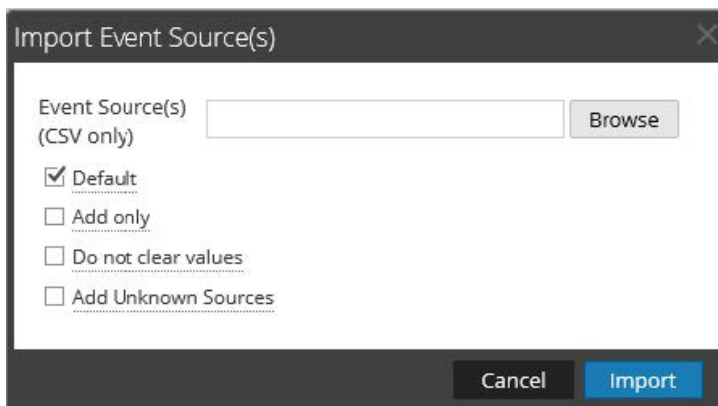 Import Event Source(s)
Event Source(s)
(CSV only)
Browse
Default
Add only
Do not clear values
Add Unknown Sources
Cancel
Import